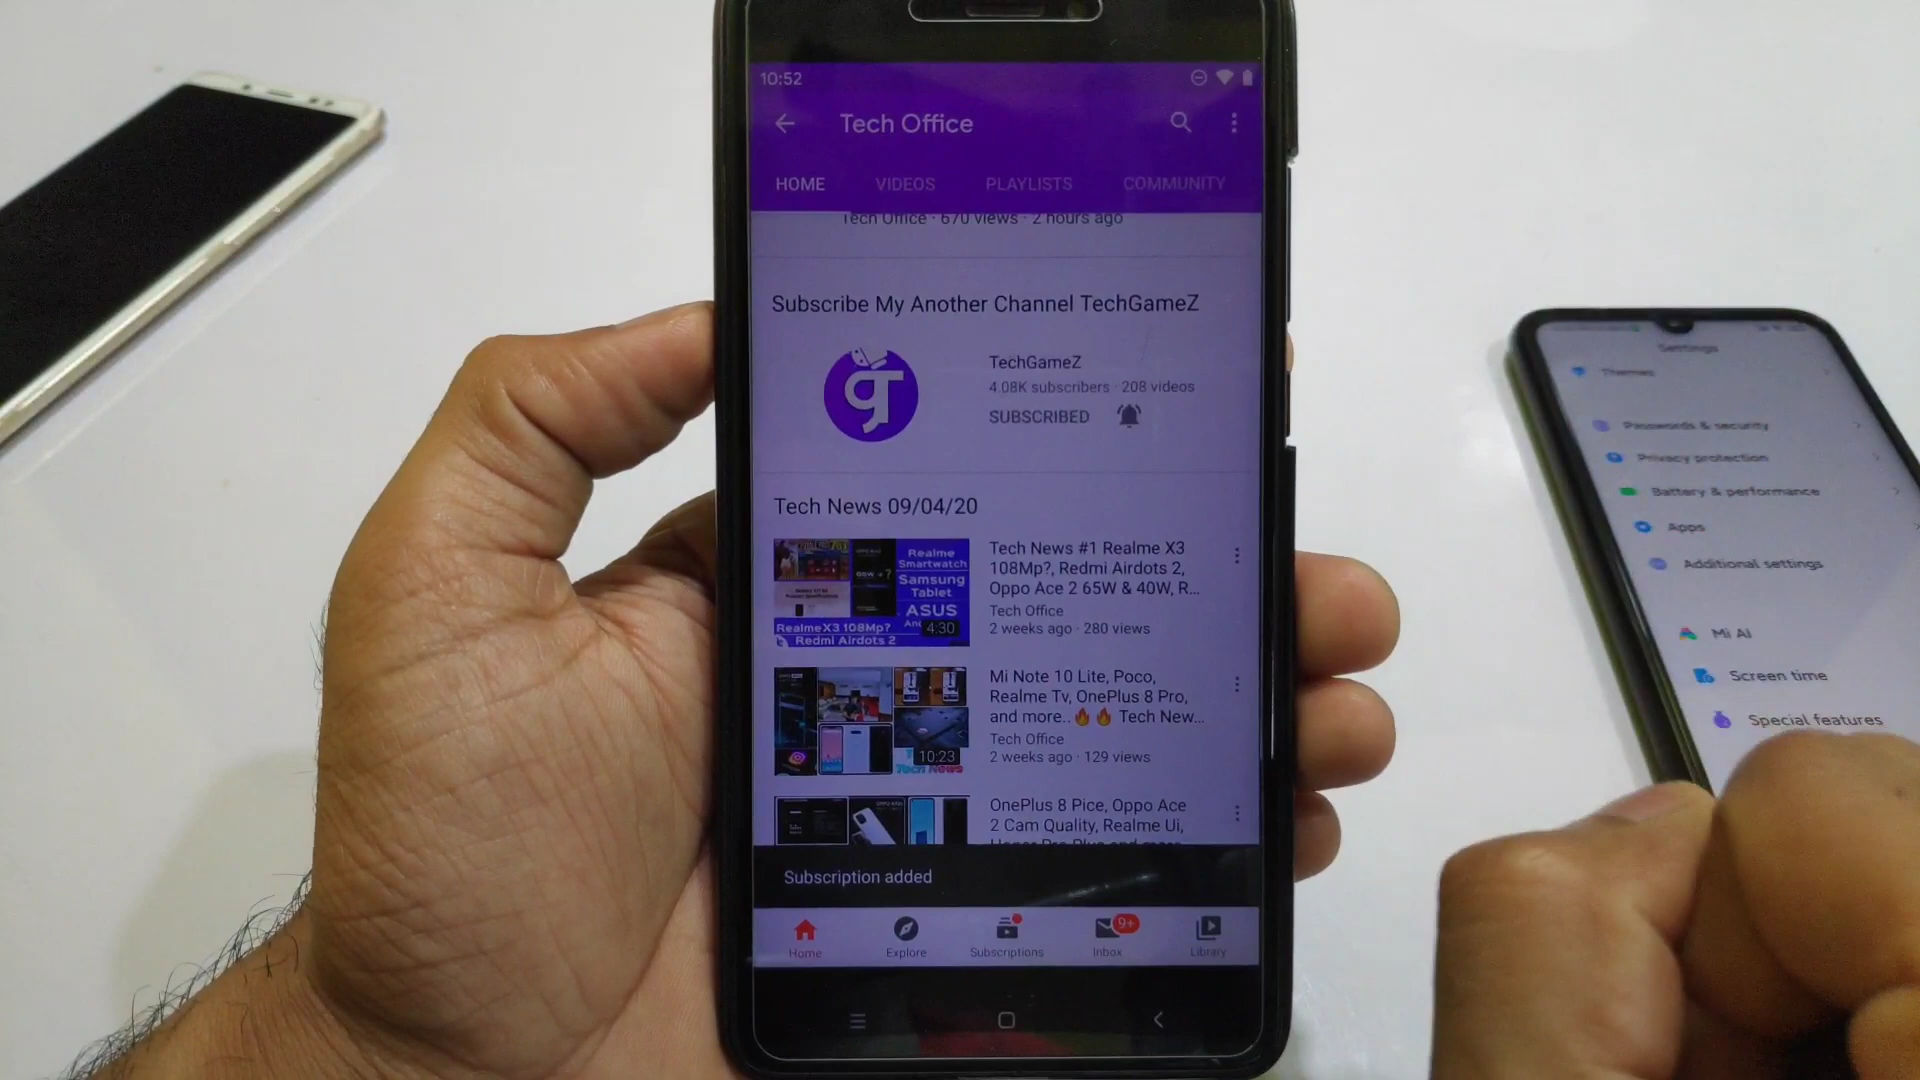 10:52
Tech Office
HOME VIDEOS PLAYLISTS COMMUNITY
Tech Office · 670 views · 2 hours ago
Subscribe My Another Channel TechGameZ
TechGameZ
4.08K subscribers · 208 videos
SUBSCRIBED
Tech News 09/04/20
Realme
Smartwatch
Samsung
Tablet
ASUS
RealmeX3 108Mp?
4:30
Redmi Airdots 2
Tech News #1 Realme X3
108Mp?, Redmi Airdots 2,
Oppo Ace 2 65W & 40W, R...
Tech Office
2 weeks ago · 280 views
10:23
Tech News
Mi Note 10 Lite, Poco,
Realme Tv, OnePlus 8 Pro,
and more..🔥🔥 Tech New...
Tech Office
2 weeks ago · 129 views
OnePlus 8 Pice, Oppo Ace
2 Cam Quality, Realme Ui,
Subscription added
Home Explore Subscriptions Inbox 9+ Library
Settings
Themes
Passwords & security
Privacy protection
Battery & performance
Apps
Additional settings
Mi AI
Screen time
Special features